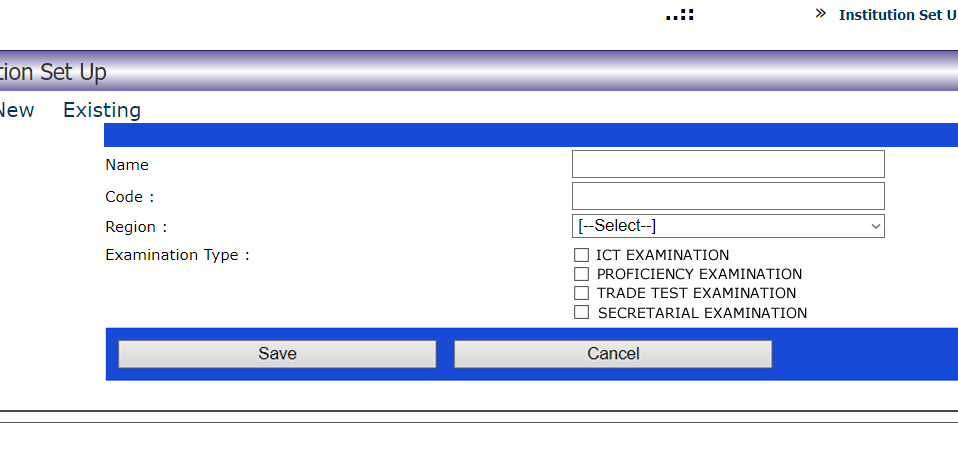 ..:: » Institution Set U
tion Set Up
New Existing
Name
Code :
Region : [--Select--]
Examination Type : ICT EXAMINATION
PROFICIENCY EXAMINATION
TRADE TEST EXAMINATION
SECRETARIAL EXAMINATION
Save Cancel